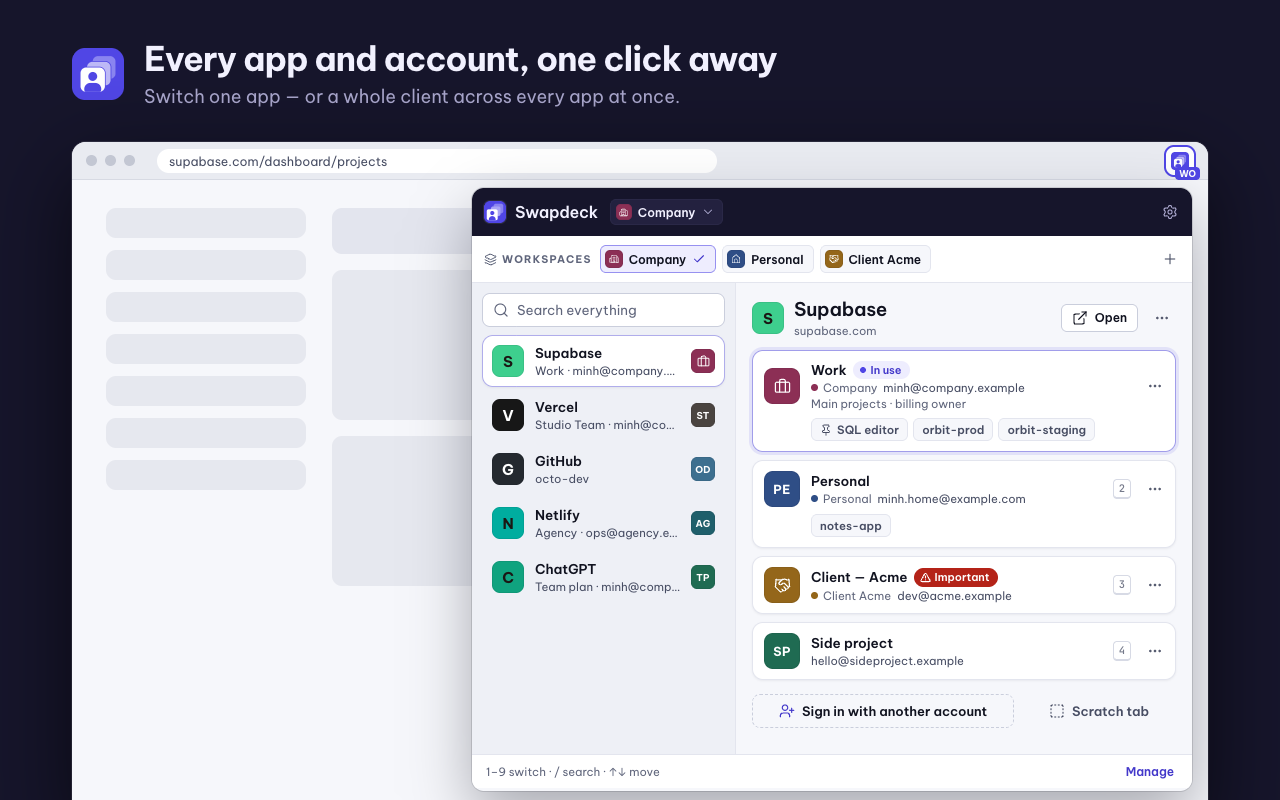 Every app and account, one click away
Switch one app — or a whole client across every app at once.
supabase.com/dashboard/projects
WO
Swapdeck
Company
WORKSPACES
Company
Personal
Client Acme
Search everything
S
Supabase
Work · minh@company....
V
Vercel
Studio Team · minh@co...
ST
G
GitHub
octo-dev
OD
N
Netlify
Agency · ops@agency.e...
AG
C
ChatGPT
Team plan · minh@comp...
TP
S
Supabase
supabase.com
Open
Work
In use
Company minh@company.example
Main projects · billing owner
SQL editor
orbit-prod
orbit-staging
PE
Personal
Personal minh.home@example.com
2
notes-app
Client — Acme
Important
Client Acme dev@acme.example
3
SP
Side project
hello@sideproject.example
4
Sign in with another account
Scratch tab
1–9 switch · / search · ↑↓ move
Manage